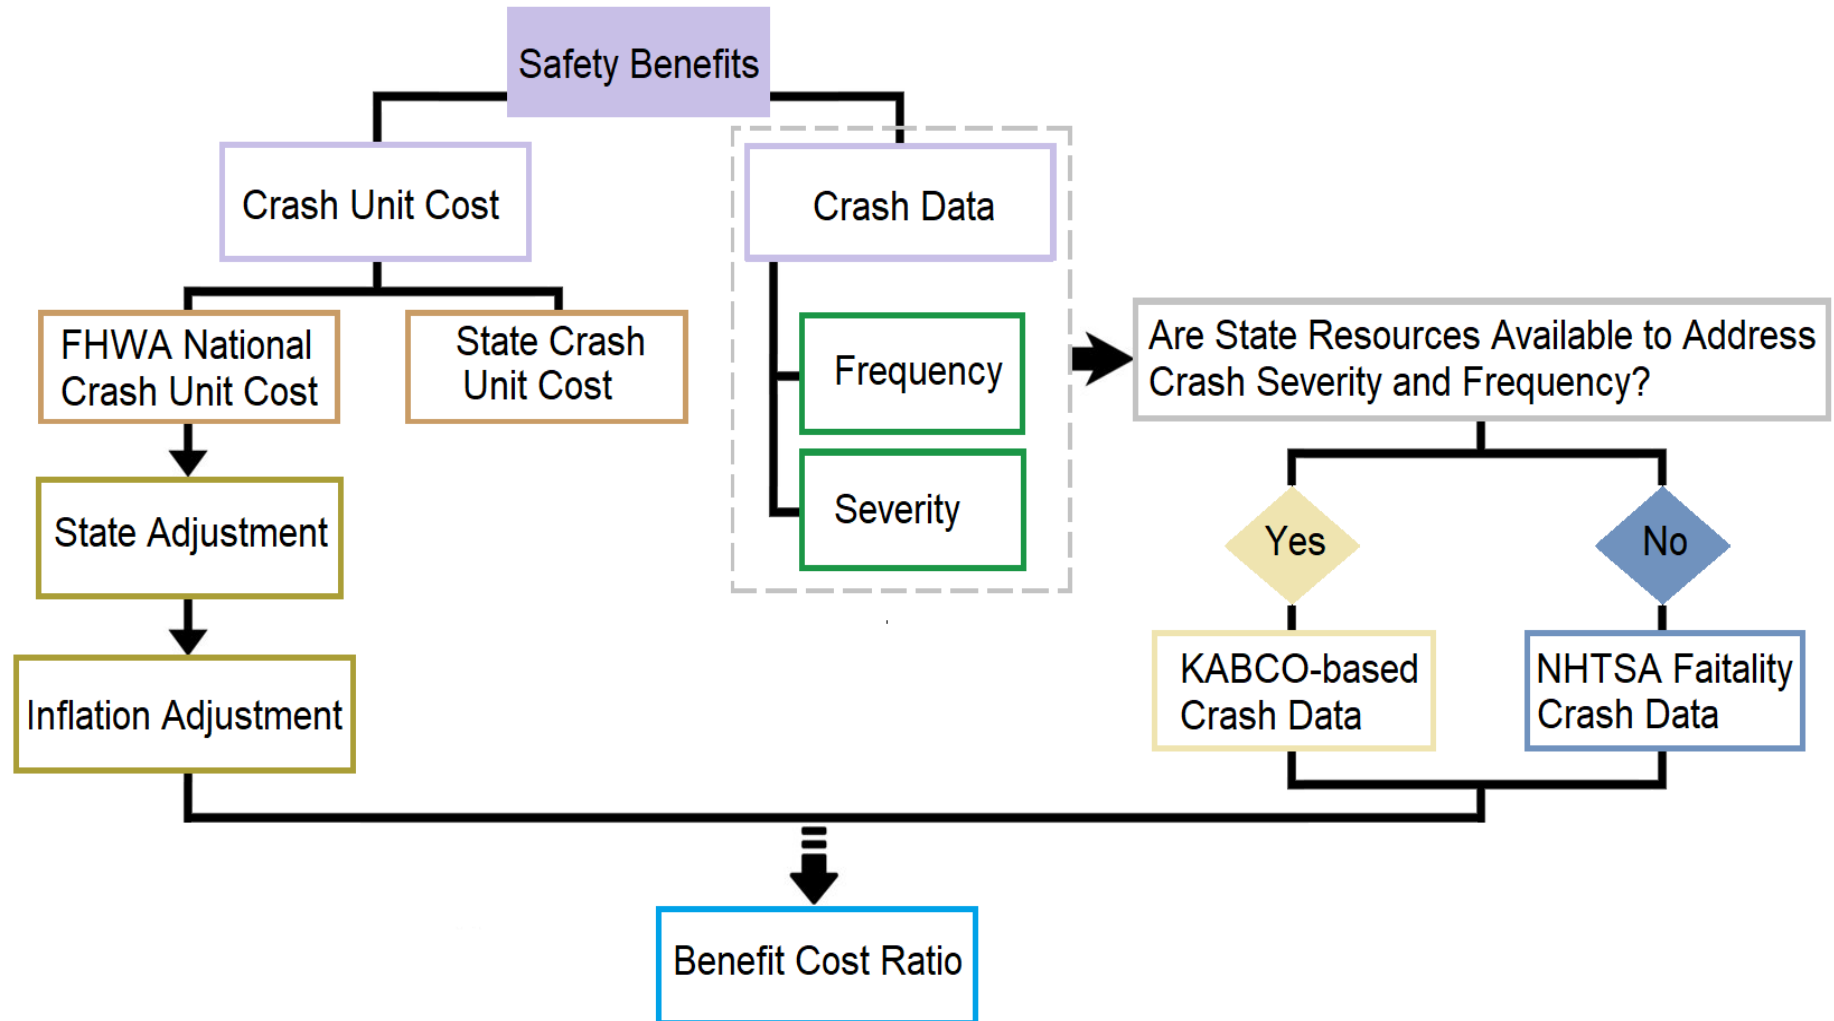 Safety Benefits
Crash Unit Cost
Crash Data
FHWA National
Crash Unit Cost
State Crash
Unit Cost
Frequency
Severity
Are State Resources Available to Address
Crash Severity and Frequency?
State Adjustment
Yes
No
Inflation Adjustment
KABCO-based
Crash Data
NHTSA Faitality
Crash Data
Benefit Cost Ratio